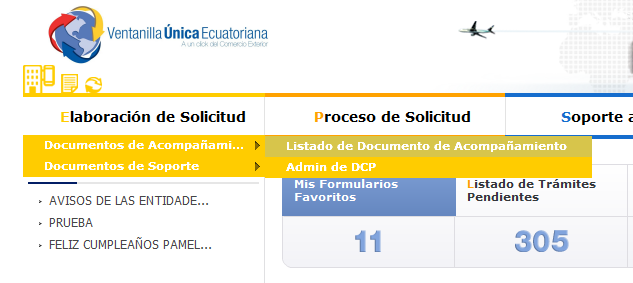 Ventanilla Única Ecuatoriana
A un click del Comercio Exterior
Elaboración de Solicitud
Proceso de Solicitud
Soporte a
Documentos de Acompañami...
Listado de Documento de Acompañamiento
Documentos de Soporte
Admin de DCP
Mis Formularios
Favoritos
Listado de Trámites
Pendientes
AVISOS DE LAS ENTIDADE...
PRUEBA
FELIZ CUMPLEAÑOS PAMEL...
11
305